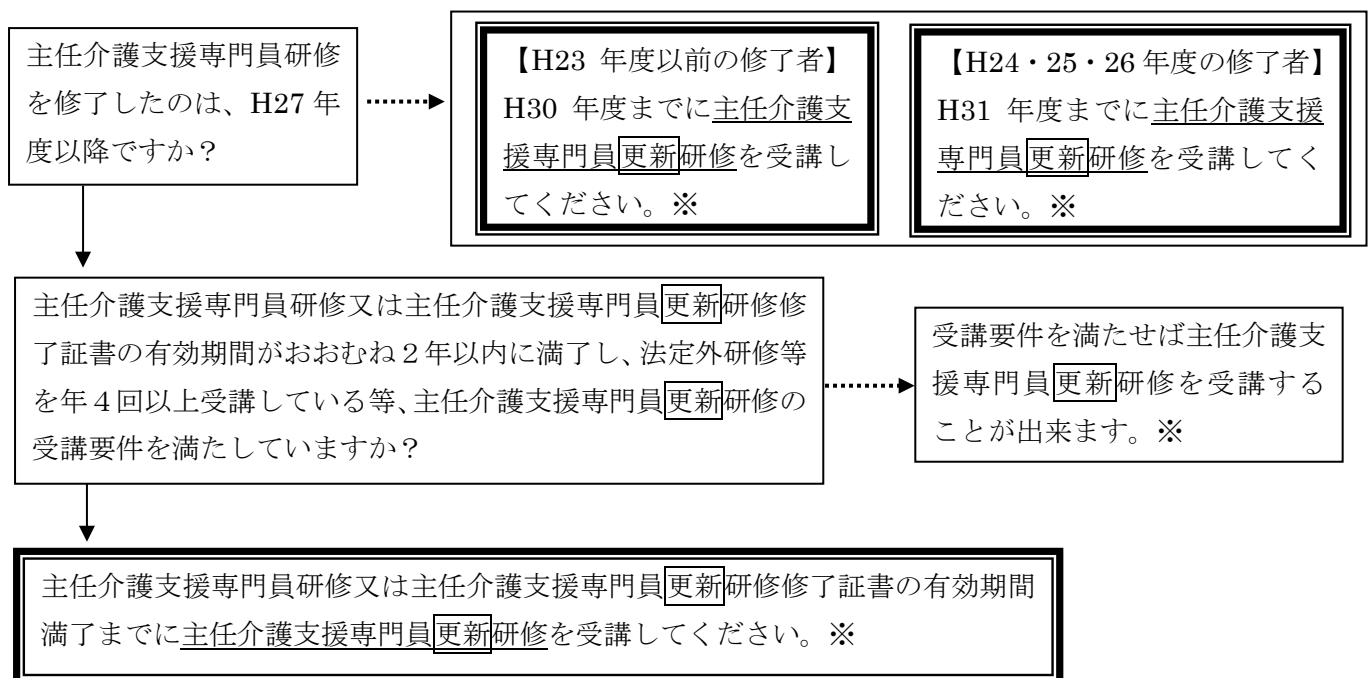 主任介護支援専門員研修
を修了したのは、H27 年
度以降ですか？
【H23 年度以前の修了者】
H30 年度までに主任介護支
援専門員更新研修を受講し
てください。※
【H24・25・26 年度の修了者】
H31 年度までに主任介護支援
専門員更新研修を受講してく
ださい。※
主任介護支援専門員研修又は主任介護支援専門員更新研修修
了証書の有効期間がおおむね２年以内に満了し、法定外研修等
を年４回以上受講している等、主任介護支援専門員更新研修の
受講要件を満たしていますか？
受講要件を満たせば主任介護支
援専門員更新研修を受講する
ことが出来ます。※
主任介護支援専門員研修又は主任介護支援専門員更新研修修了証書の有効期間
満了までに主任介護支援専門員更新研修を受講してください。※